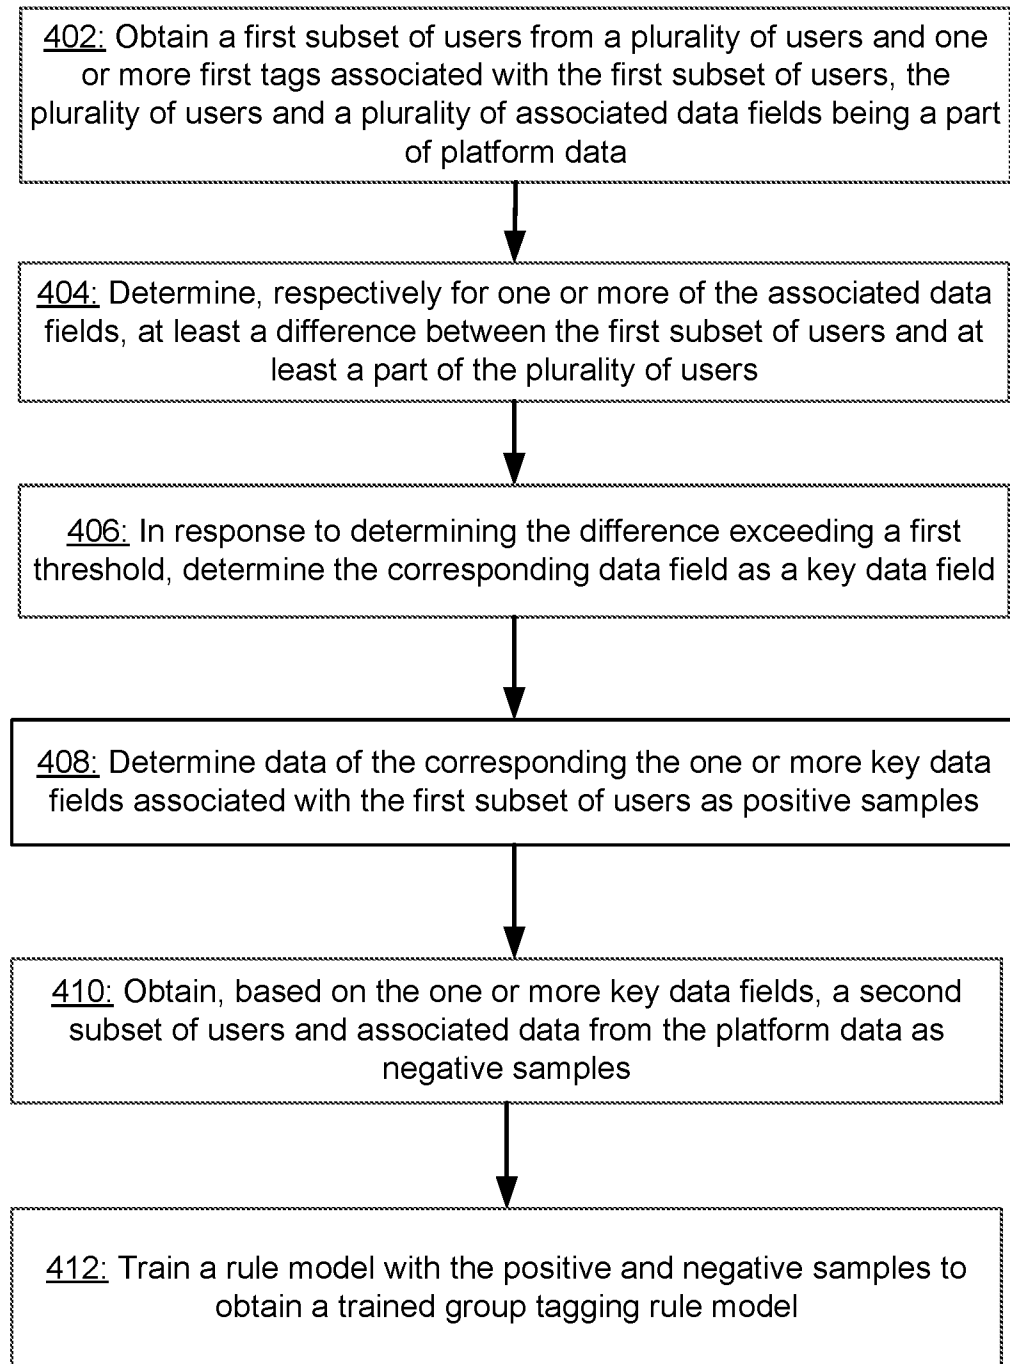 402: Obtain a first subset of users from a plurality of users and one
or more first tags associated with the first subset of users, the
plurality of users and a plurality of associated data fields being a part
of platform data
404: Determine, respectively for one or more of the associated data
fields, at least a difference between the first subset of users and at
least a part of the plurality of users
406: In response to determining the difference exceeding a first
threshold, determine the corresponding data field as a key data field
408: Determine data of the corresponding the one or more key data
fields associated with the first subset of users as positive samples
410: Obtain, based on the one or more key data fields, a second
subset of users and associated data from the platform data as
negative samples
412: Train a rule model with the positive and negative samples to
obtain a trained group tagging rule model